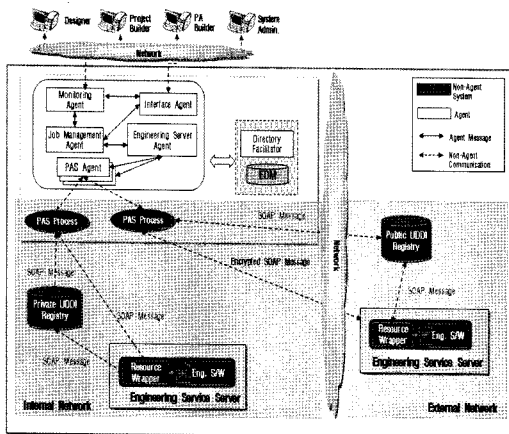 Designer
Project
Builder
PA
Builder
System
Admin.
Network
Monitoring
Agent
Interface Agent
Job Management
Agent
Engineering Server
Agent
PAS Agent
Directory
Facilitator
EDM
Non-Agent
System
Agent
Agent Message
Non-Agent
Communication
PAS Process
PAS Process
SOAP Message
Encrypted SOAP Message
Network
Public UDDI
Registry
SOAP Message
Private UDDI
Registry
SOAP Message
SOAP Message
SOAP Message
Resource
Wrapper
Eng. S/W
Engineering Service Server
Resource
Wrapper
Eng. S/W
Engineering Service Server
Internal Network
External Network